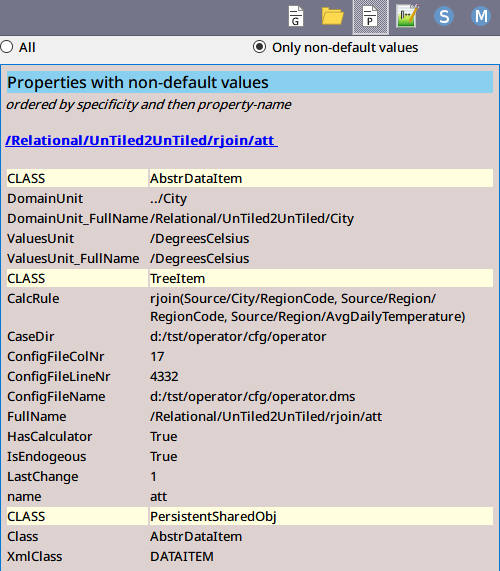 G
P
S
M
All
Only non-default values
Properties with non-default values
ordered by specificity and then property-name
/Relational/UnTiled2UnTiled/rjoin/att
CLASS AbstrDataItem
DomainUnit ../City
DomainUnit_FullName /Relational/UnTiled2UnTiled/City
ValuesUnit /DegreesCelsius
ValuesUnit_FullName /DegreesCelsius
CLASS TreeItem
CalcRule rjoin(Source/City/RegionCode, Source/Region/
RegionCode, Source/Region/AvgDailyTemperature)
CaseDir d:/tst/operator/cfg/operator
ConfigFileColNr 17
ConfigFileLineNr 4332
ConfigFileName d:/tst/operator/cfg/operator.dms
FullName /Relational/UnTiled2UnTiled/rjoin/att
HasCalculator True
IsEndogeous True
LastChange 1
name att
CLASS PersistentSharedObj
Class AbstrDataItem
XmlClass DATAITEM